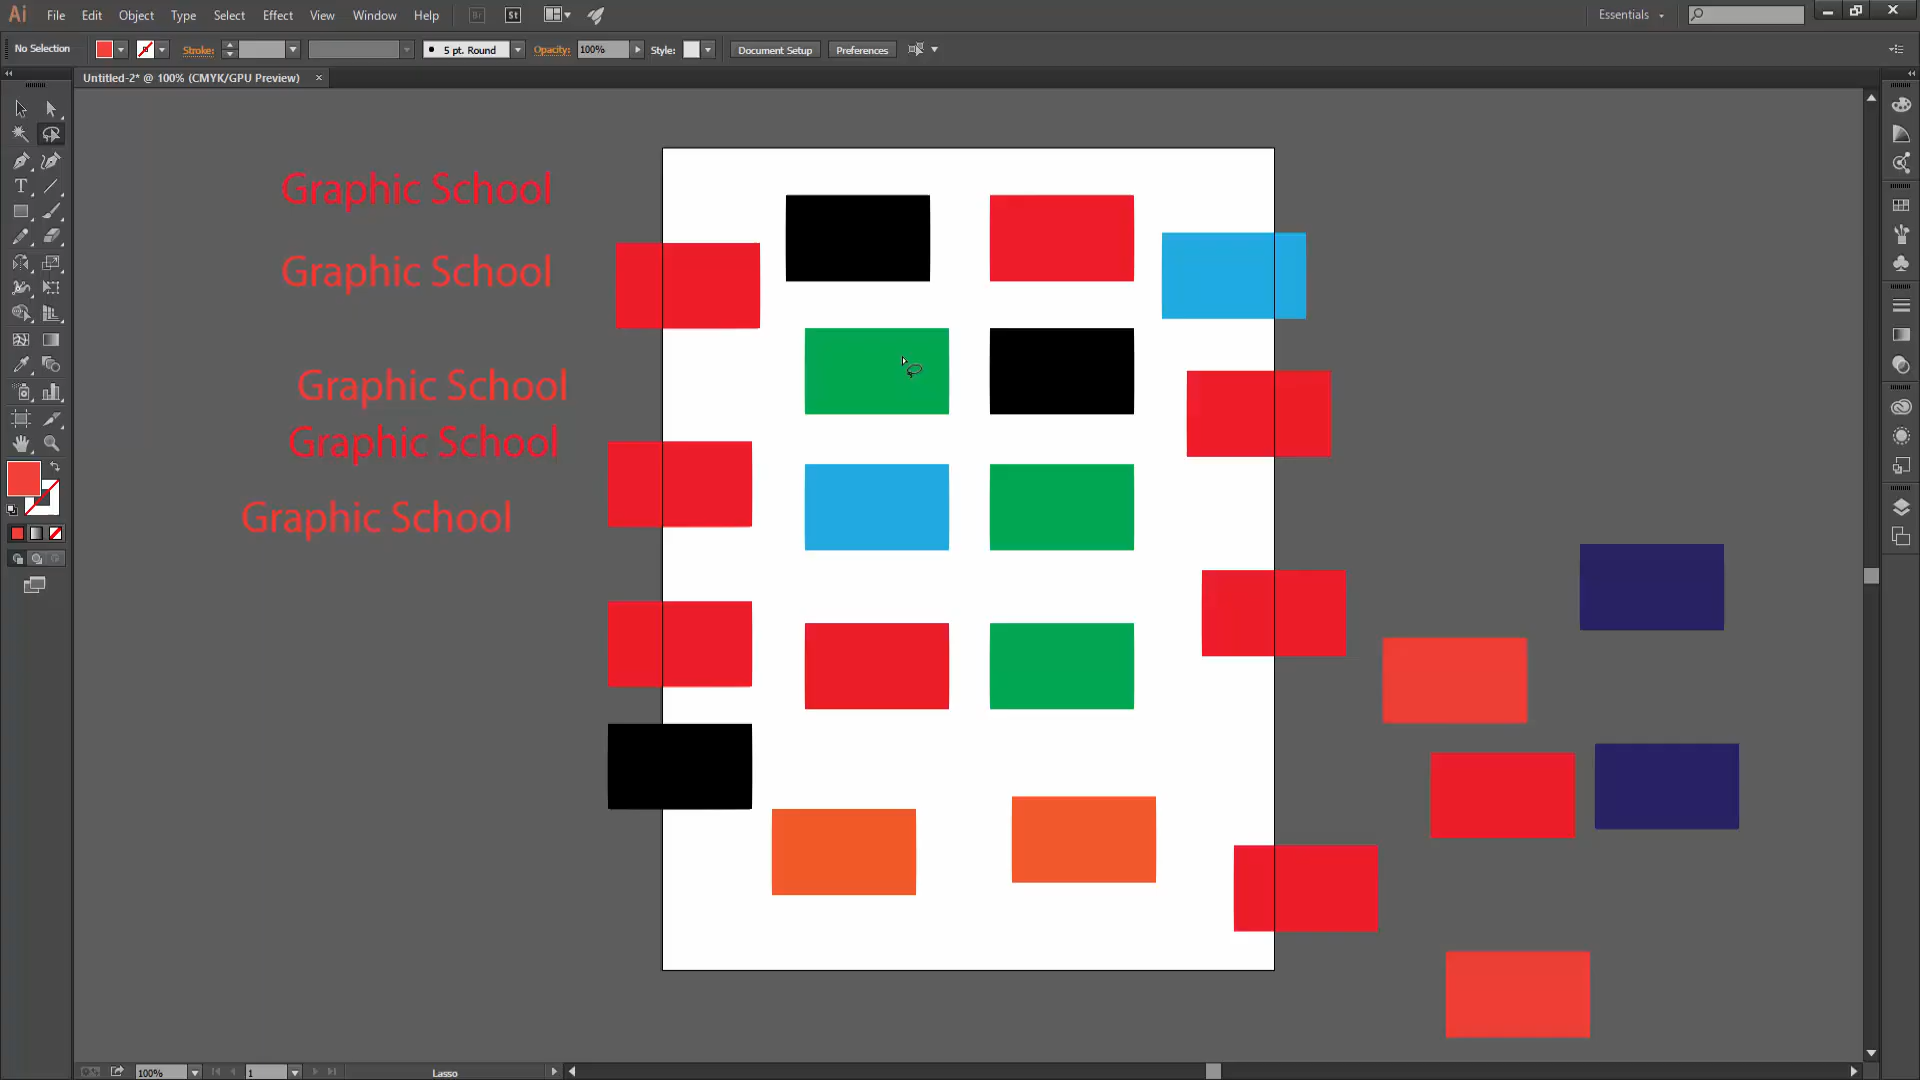 Ai File Edit Object Type Select Effect View Window Help Br St Essentials
No Selection Stroke: 5 pt. Round Opacity: 100% Style: Document Setup Preferences
Untitled-2* @ 100% (CMYK/GPU Preview) ×
Graphic School
Graphic School
Graphic School
Graphic School
Graphic School
100% 1 Lasso